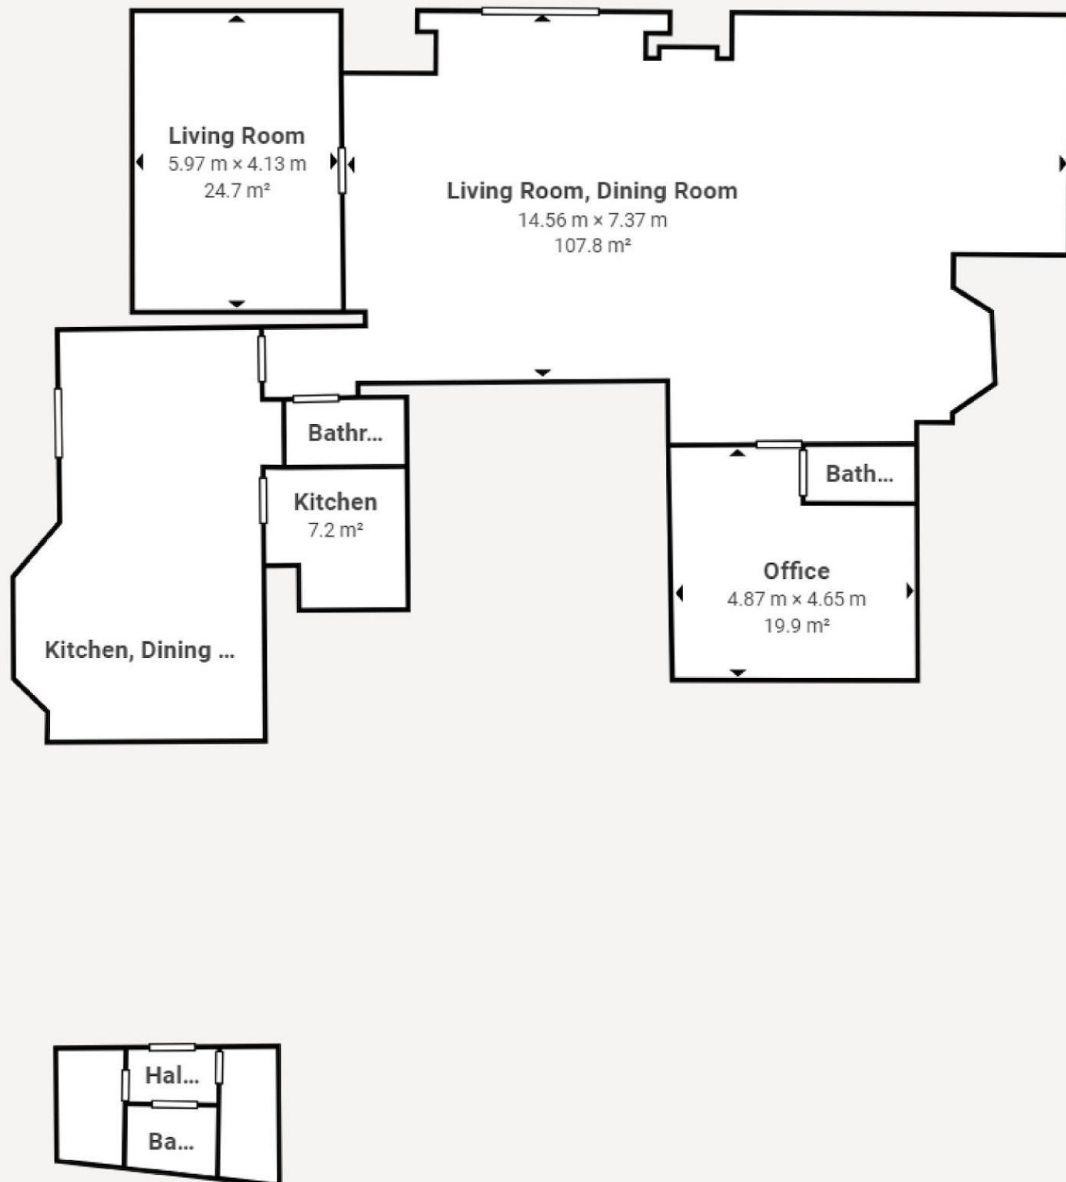 Living Room
5.97 m × 4.13 m
24.7 m²
Living Room, Dining Room
14.56 m × 7.37 m
107.8 m²
Bathr...
Kitchen
7.2 m²
Bath...
Office
4.87 m × 4.65 m
19.9 m²
Kitchen, Dining ...
Hal...
Ba...